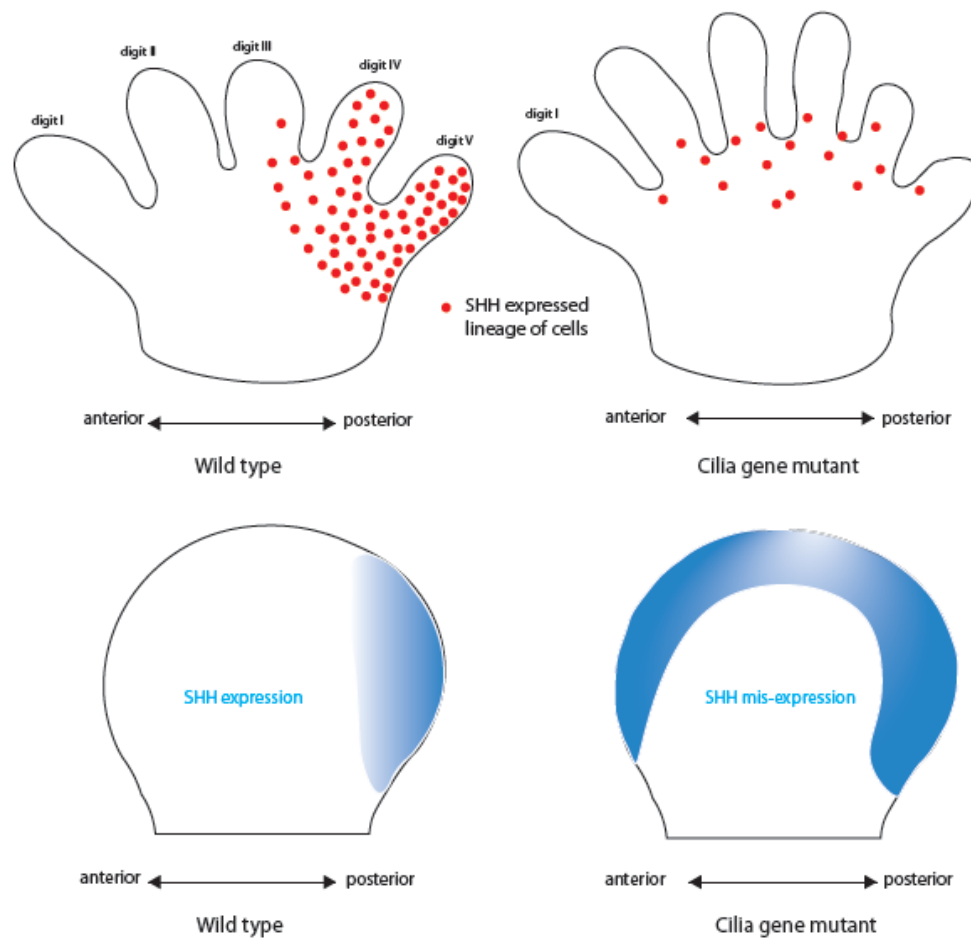 digit I
digit II
digit III
digit IV
digit V
digit I
SHH expressed
lineage of cells
anterior
posterior
Wild type
anterior
posterior
Cilia gene mutant
SHH expression
SHH mis-expression
anterior
posterior
Wild type
anterior
posterior
Cilia gene mutant